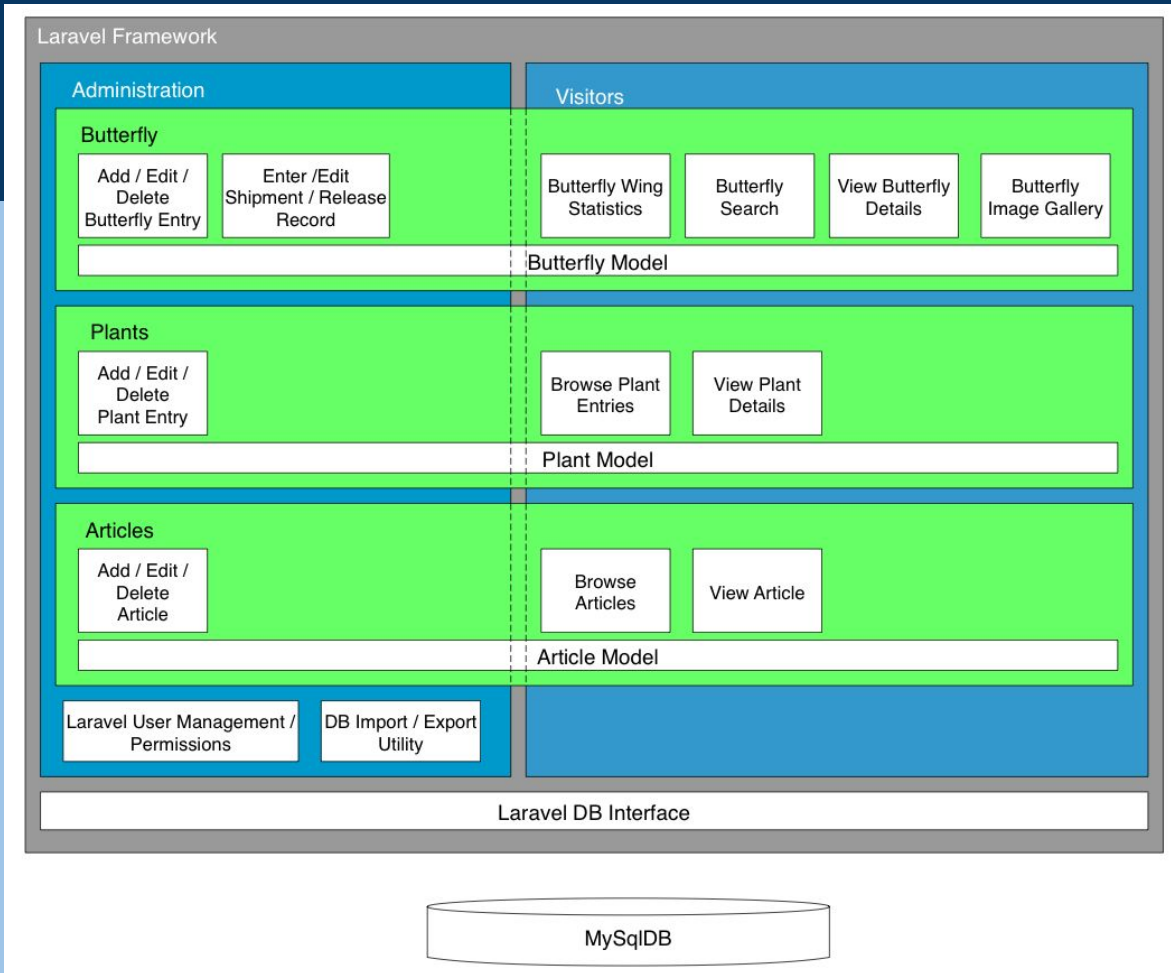 Laravel Framework
Administration
Visitors
Butterfly
Add / Edit /
Delete
Butterfly Entry
Enter /Edit
Shipment / Release
Record
Butterfly Wing
Statistics
Butterfly
Search
View Butterfly
Details
Butterfly
Image Gallery
Butterfly Model
Plants
Add / Edit /
Delete
Plant Entry
Browse Plant
Entries
View Plant
Details
Plant Model
Articles
Add / Edit /
Delete
Article
Browse
Articles
View Article
Article Model
Laravel User Management /
Permissions
DB Import / Export
Utility
Laravel DB Interface
MySqlDB